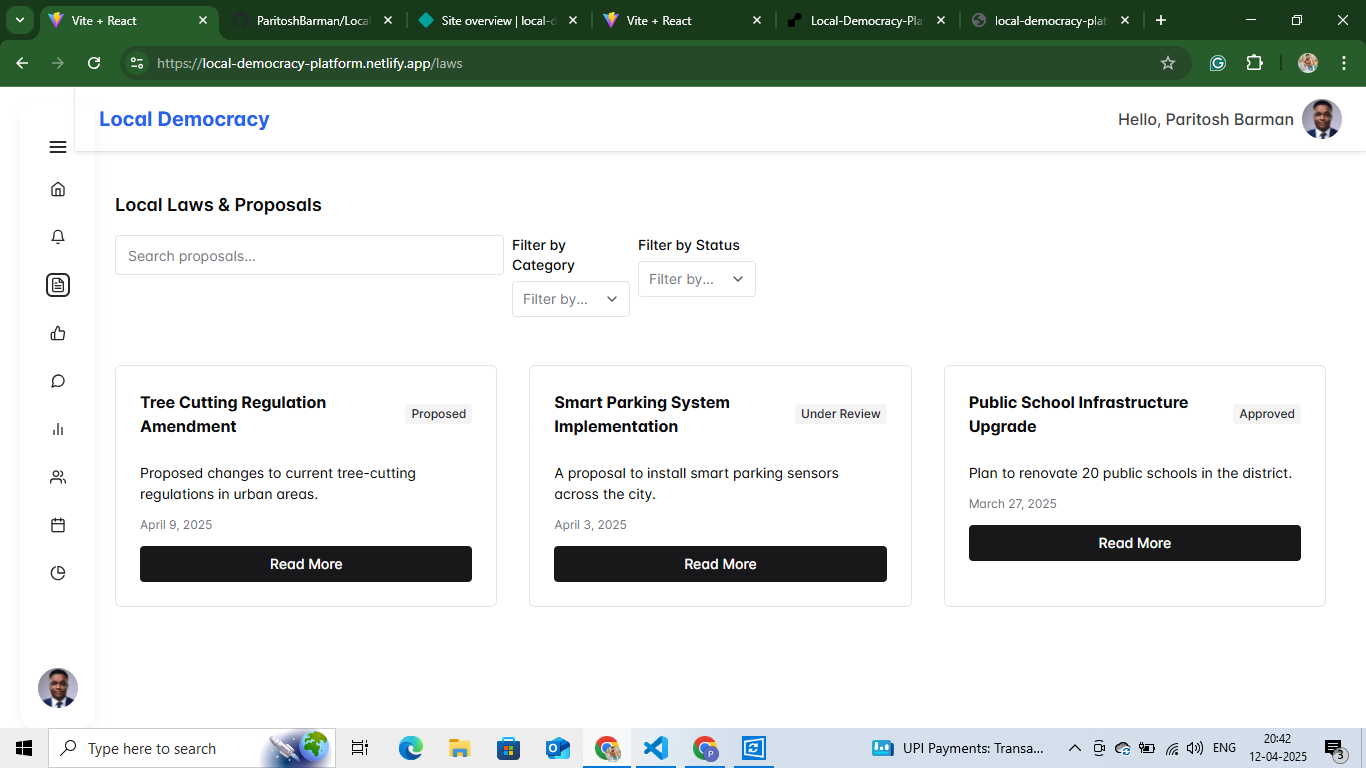 Vite + React
ParitoshBarman/Local
Site overview | local-d
Vite + React
Local-Democracy-Pla
local-democracy-plat
https://local-democracy-platform.netlify.app/laws
Local Democracy
Hello, Paritosh Barman
Local Laws & Proposals
Search proposals...
Filter by
Category
Filter by...
Filter by Status
Filter by...
Tree Cutting Regulation
Amendment
Proposed
Proposed changes to current tree-cutting
regulations in urban areas.
April 9, 2025
Read More
Smart Parking System
Implementation
Under Review
A proposal to install smart parking sensors
across the city.
April 3, 2025
Read More
Public School Infrastructure
Upgrade
Approved
Plan to renovate 20 public schools in the district.
March 27, 2025
Read More
Type here to search
P
UPI Payments: Transa...
ENG
20:42
12-04-2025
3